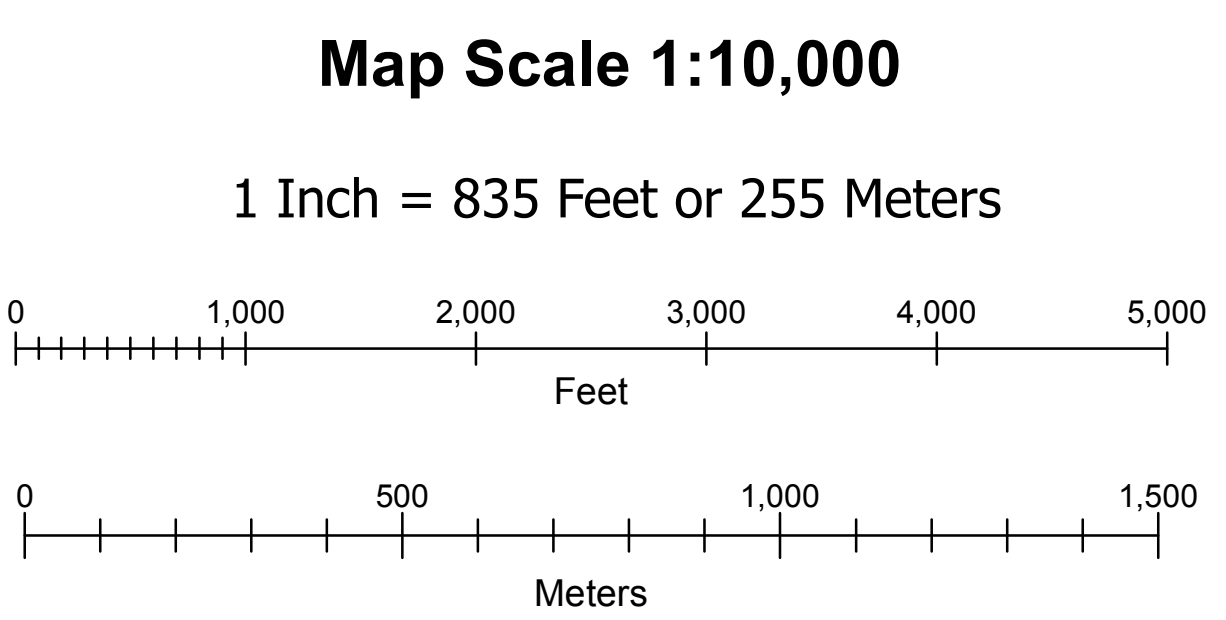 Map Scale 1:10,000
1 Inch = 835 Feet or 255 Meters
0 1,000 2,000 3,000 4,000 5,000
Feet
0 500 1,000 1,500
Meters